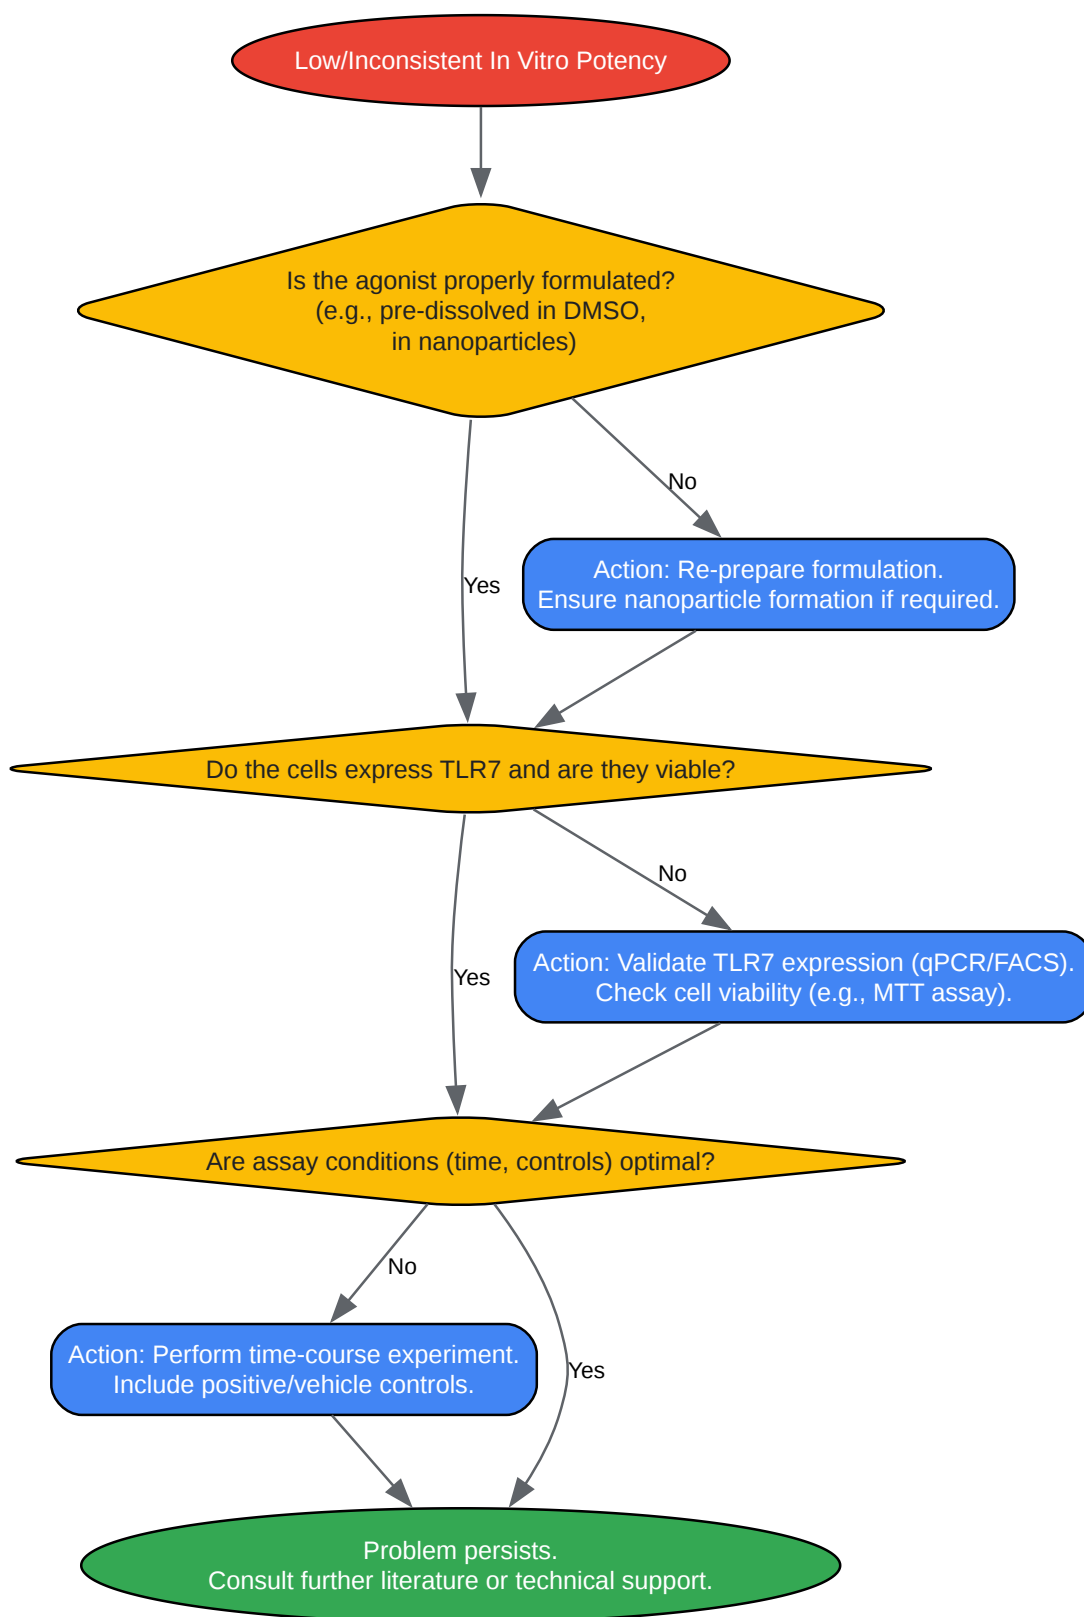 Low/Inconsistent In Vitro Potency
Is the agonist properly formulated?
(e.g., pre-dissolved in DMSO,
in nanoparticles)
No
Yes
Action: Re-prepare formulation.
Ensure nanoparticle formation if required.
Do the cells express TLR7 and are they viable?
No
Yes
Action: Validate TLR7 expression (qPCR/FACS).
Check cell viability (e.g., MTT assay).
Are assay conditions (time, controls) optimal?
No
Yes
Action: Perform time-course experiment.
Include positive/vehicle controls.
Problem persists.
Consult further literature or technical support.